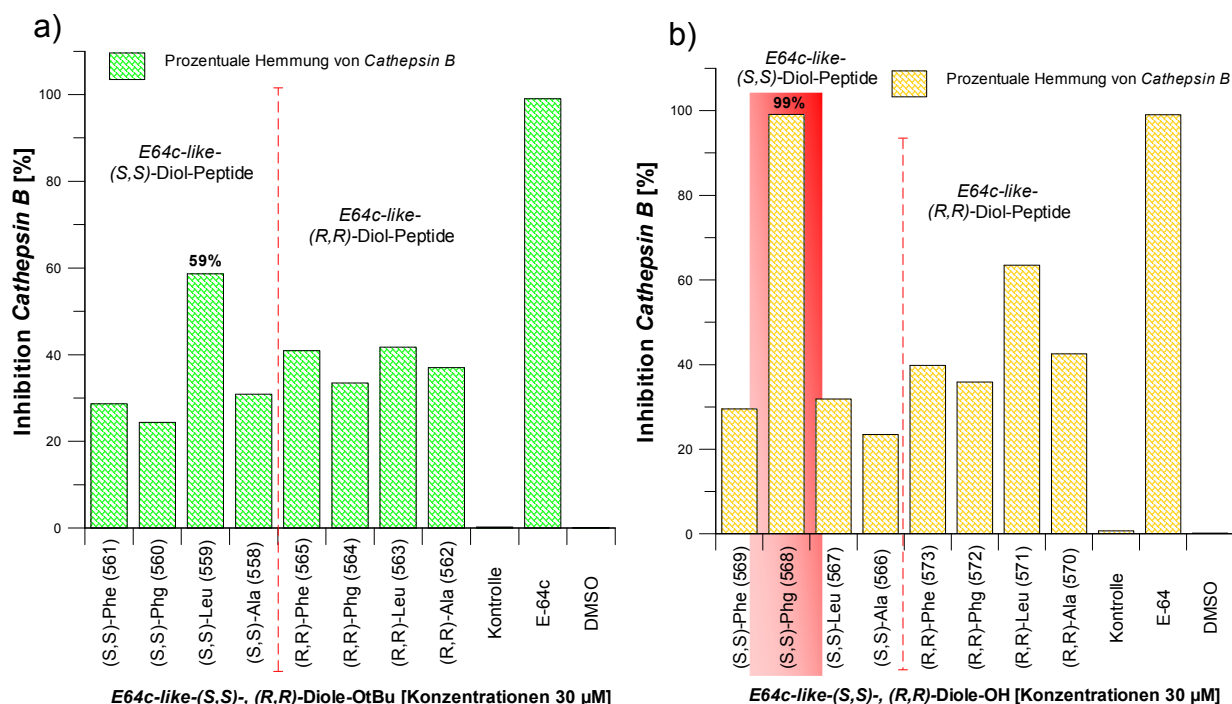 a)
Prozentuale Hemmung von Cathepsin B
Inhibition Cathepsin B [%]
100
80
60
40
20
0
E64c-like-
(S,S)-Diol-Peptide
E64c-like-
(R,R)-Diol-Peptide
59%
(S,S)-Phe (561)
(S,S)-Phg (560)
(S,S)-Leu (559)
(S,S)-Ala (558)
(R,R)-Phe (565)
(R,R)-Phg (564)
(R,R)-Leu (563)
(R,R)-Ala (562)
Kontrolle
E-64c
DMSO
E64c-like-(S,S)-, (R,R)-Diole-OtBu [Konzentrationen 30 µM]
b)
E64c-like-
(S,S)-Diol-Peptide
Prozentuale Hemmung von Cathepsin B
Inhibition Cathepsin B [%]
100
80
60
40
20
0
99%
E64c-like-
(R,R)-Diol-Peptide
(S,S)-Phe (569)
(S,S)-Phg (568)
(S,S)-Leu (567)
(S,S)-Ala (566)
(R,R)-Phe (573)
(R,R)-Phg (572)
(R,R)-Leu (571)
(R,R)-Ala (570)
Kontrolle
E-64
DMSO
E64c-like-(S,S)-, (R,R)-Diole-OH [Konzentrationen 30 µM]